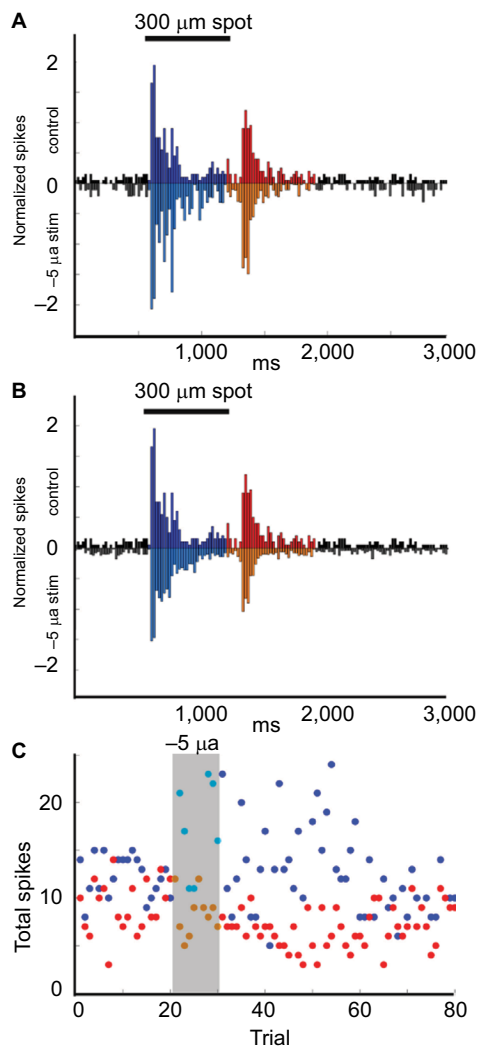 A
300 μm spot
2
0
–2
Normalized spikes
–5 μa stim control
1,000
2,000
3,000
ms
B
300 μm spot
2
0
–2
Normalized spikes
–5 μa stim control
1,000
2,000
3,000
ms
C
–5 μa
20
10
0
Total spikes
0
20
40
60
80
Trial